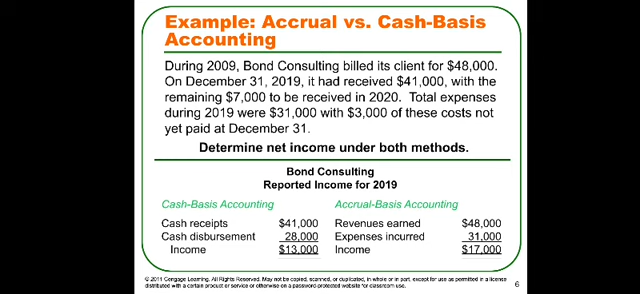 Example: Accrual vs. Cash-Basis
Accounting
During 2009, Bond Consulting billed its client for $48,000.
On December 31, 2019, it had received $41,000, with the
remaining $7,000 to be received in 2020. Total expenses
during 2019 were $31,000 with $3,000 of these costs not
yet paid at December 31.
Determine net income under both methods.
Bond Consulting
Reported Income for 2019
Cash-Basis Accounting Accrual-Basis Accounting
Cash receipts $41,000 Revenues earned $48,000
Cash disbursement 28,000 Expenses incurred 31,000
Income $13,000 Income $17,000
© 2011 Cengage Learning. All Rights Reserved. May not be copied, scanned, or duplicated, in whole or in part, except for use as permitted in a license
distributed with a certain product or service or otherwise on a password-protected website for classroom use. 6